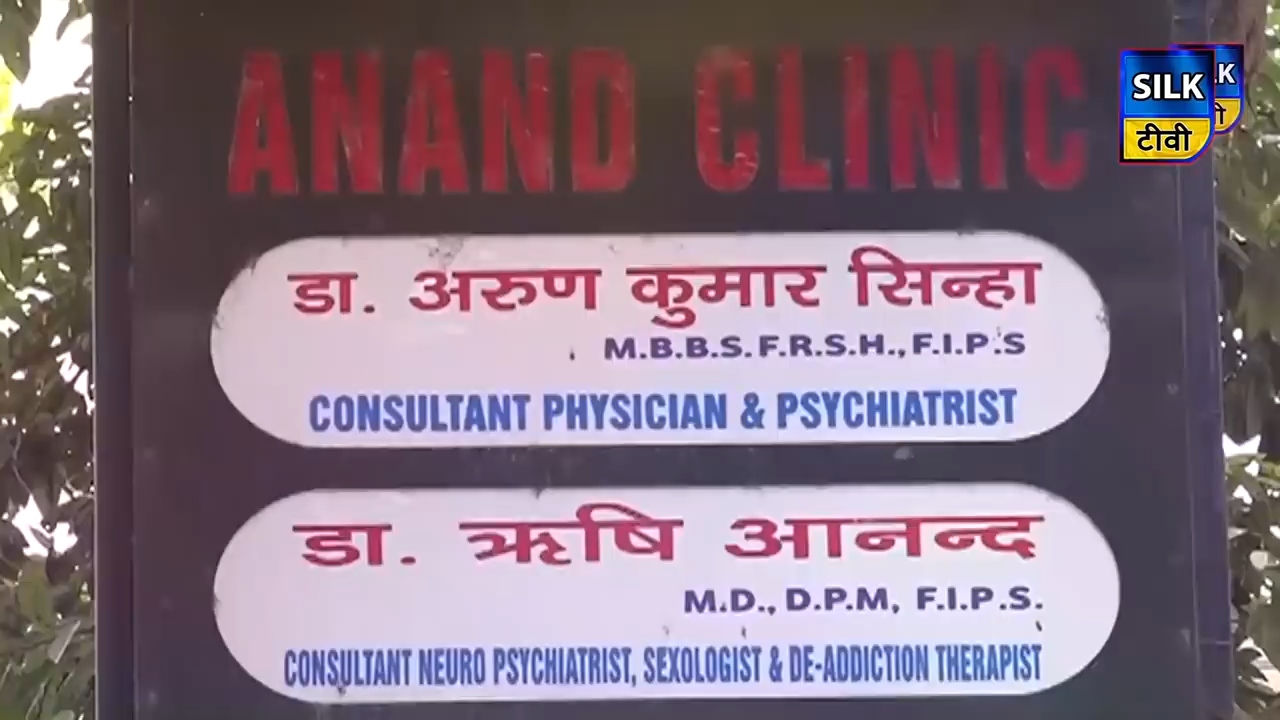 ANAND CLINIC
SILK
टीवी
डा. अरुण कुमार सिन्हा
M.B.B.S. F.R.S.H., F.I.P.S
CONSULTANT PHYSICIAN & PSYCHIATRIST
डा. ऋषि आनन्द
M.D., D.P.M, F.I.P.S.
CONSULTANT NEURO PSYCHIATRIST, SEXOLOGIST & DE-ADDICTION THERAPIST